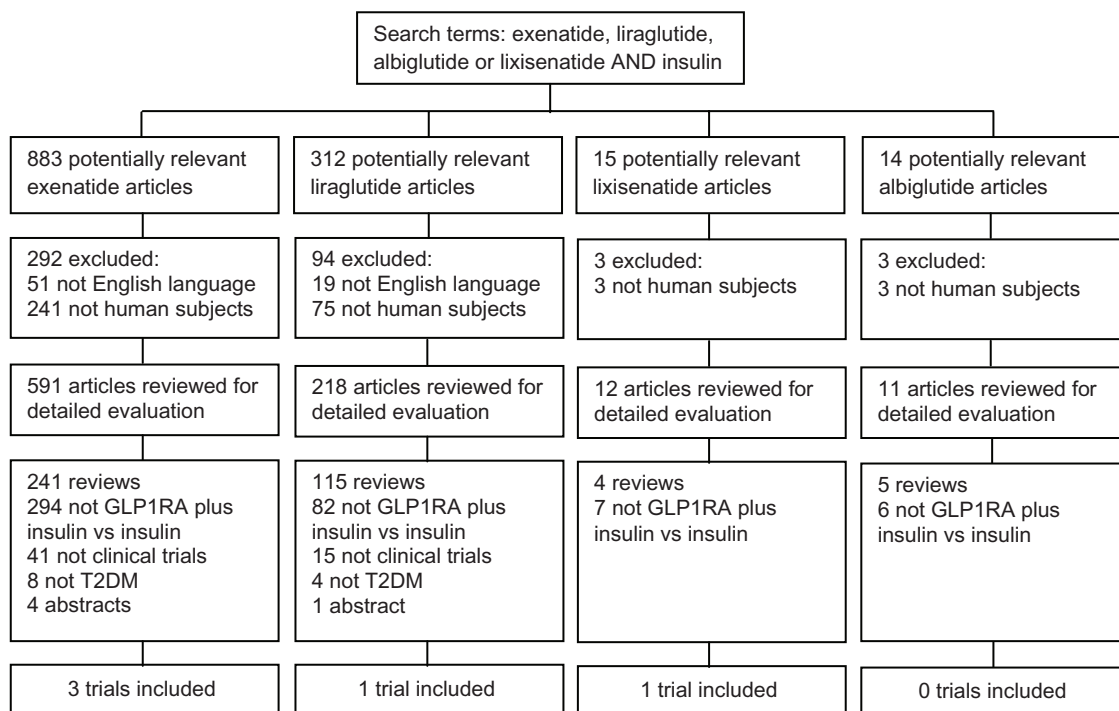 Search terms: exenatide, liraglutide,
albiglutide or lixisenatide AND insulin
883 potentially relevant
exenatide articles
312 potentially relevant
liraglutide articles
15 potentially relevant
lixisenatide articles
14 potentially relevant
albiglutide articles
292 excluded:
51 not English language
241 not human subjects
94 excluded:
19 not English language
75 not human subjects
3 excluded:
3 not human subjects
3 excluded:
3 not human subjects
591 articles reviewed for
detailed evaluation
218 articles reviewed for
detailed evaluation
12 articles reviewed for
detailed evaluation
11 articles reviewed for
detailed evaluation
241 reviews
294 not GLP1RA plus
insulin vs insulin
41 not clinical trials
8 not T2DM
4 abstracts
115 reviews
82 not GLP1RA plus
insulin vs insulin
15 not clinical trials
4 not T2DM
1 abstract
4 reviews
7 not GLP1RA plus
insulin vs insulin
5 reviews
6 not GLP1RA plus
insulin vs insulin
3 trials included
1 trial included
1 trial included
0 trials included